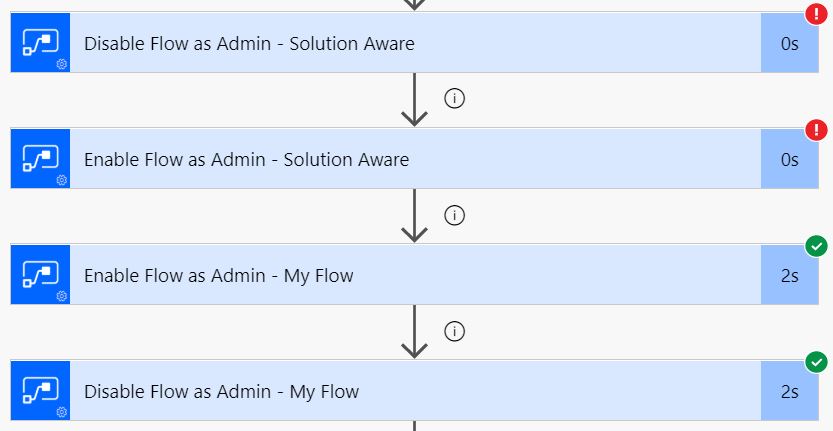 Disable Flow as Admin - Solution Aware
0s
Enable Flow as Admin - Solution Aware
0s
Enable Flow as Admin - My Flow
2s
Disable Flow as Admin - My Flow
2s